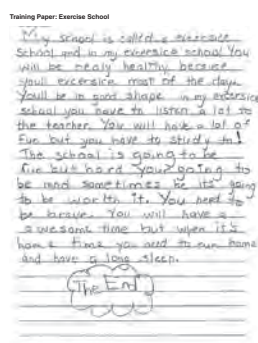 Training Paper: Exercise School
My school is called a exercise
school and in my excersice school You
will be realy healthy because
youll excersice most of the day.
Youll be in good shape in my excersice
school you have to listen a lot to
the teacher. You will have a lot of
fun but you have to study to!
The school is going to be
fun but hard your going to
be mad sometimes be its going
to be worth it. You need to
be brave. You will have a
awesome time but when it's
home time you need to run home
and have a long sleep.
The End